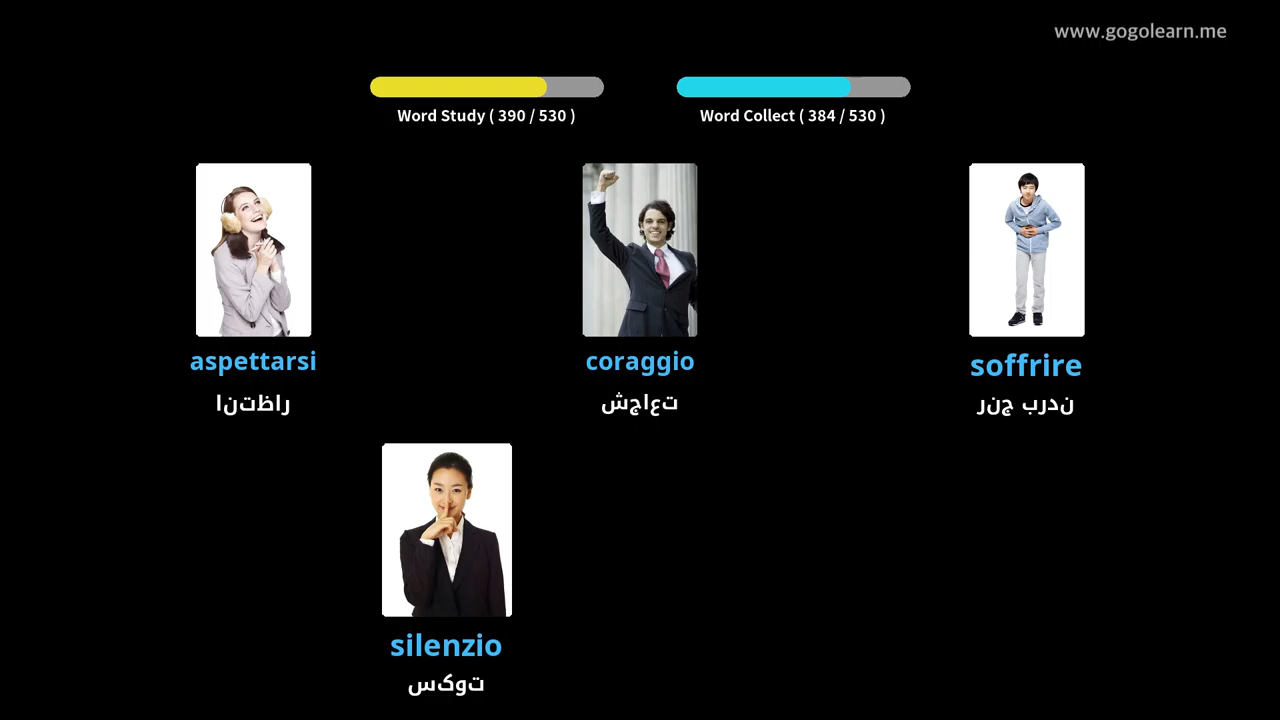 www.gogolearn.me
Word Study ( 390 / 530 )
Word Collect ( 384 / 530 )
aspettarsi
راظتنا
coraggio
تعاجش
soffrire
ندرب جنر
silenzio
توکس